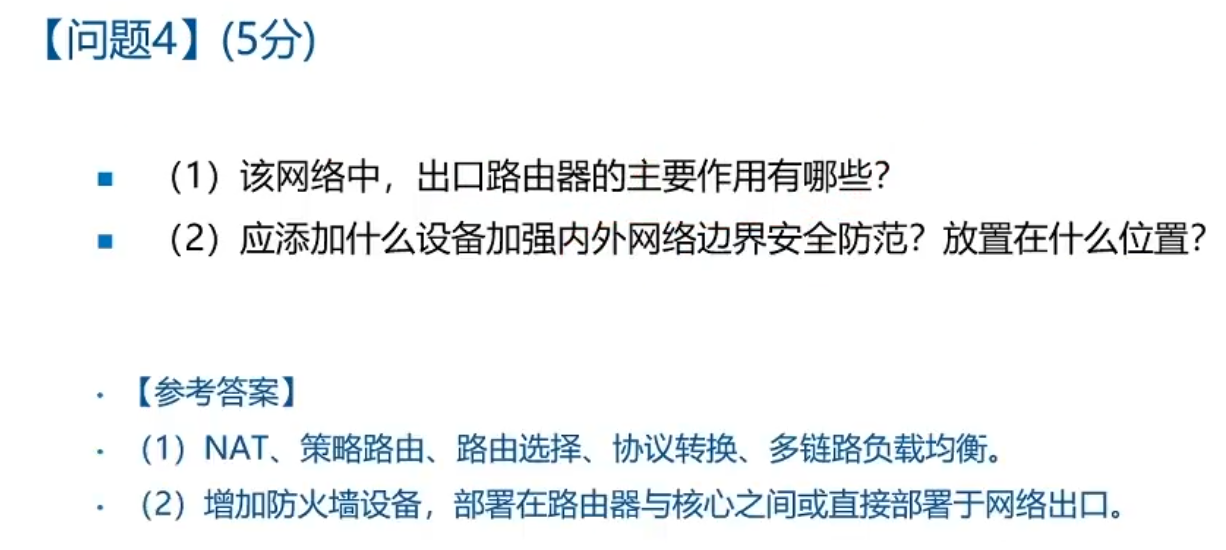 【问题4】(5分)
（1）该网络中，出口路由器的主要作用有哪些？
（2）应添加什么设备加强内外网络边界安全防范？放置在什么位置？
【参考答案】
（1）NAT、策略路由、路由选择、协议转换、多链路负载均衡。
（2）增加防火墙设备，部署在路由器与核心之间或直接部署于网络出口。